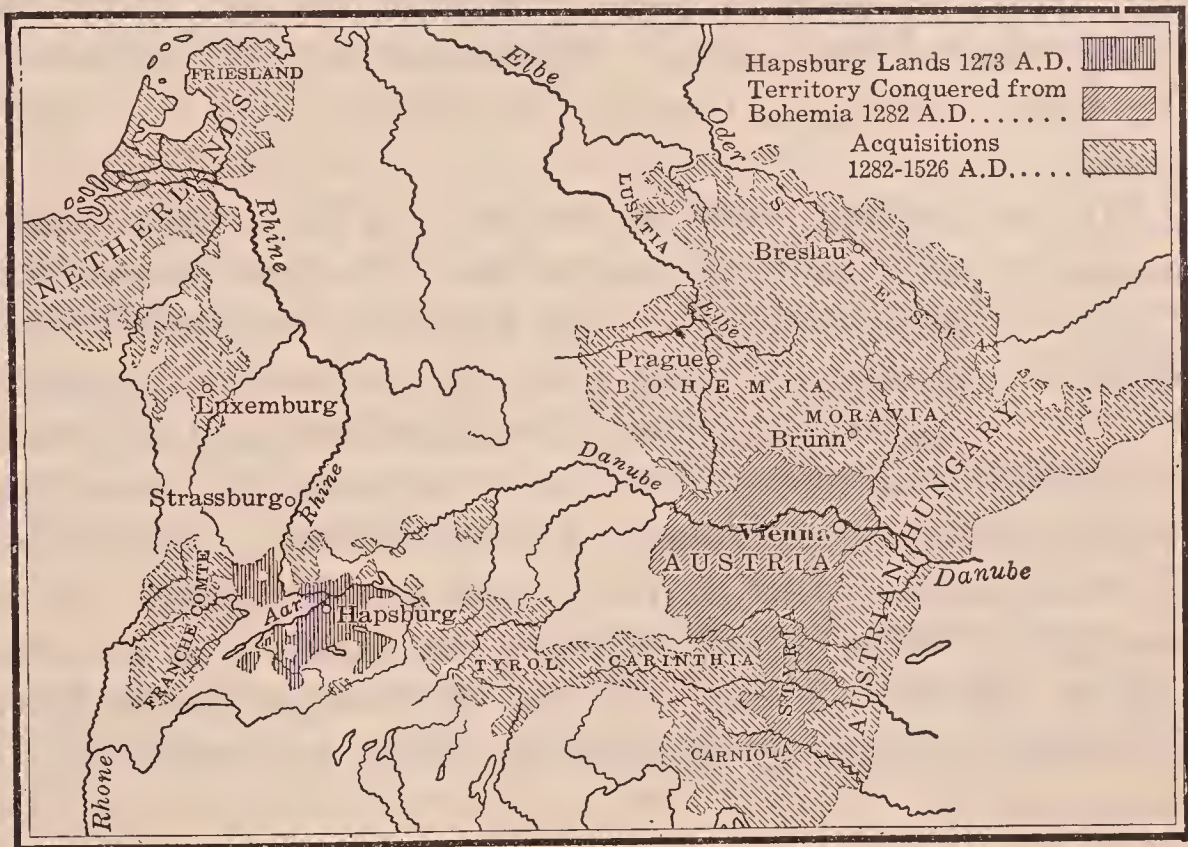 Hapsburg Lands 1273 A.D.
Territory Conquered from
Bohemia 1282 A.D.......
Acquisitions
1282-1526 A.D.....
FRIESLAND
NETHERLANDS
Rhine
Elbe
Oder
LUSATIA
SILESIA
Breslau
Elbe
Prague
BOHEMIA
MORAVIA
Brünn
Luxemburg
Strassburg
Rhine
Danube
Vienna
AUSTRIA
AUSTRIAN HUNGARY
Danube
FRANCHE COMTE
Aar
Hapsburg
TYROL
CARINTHIA
STYRIA
CARNIOLA
Rhone